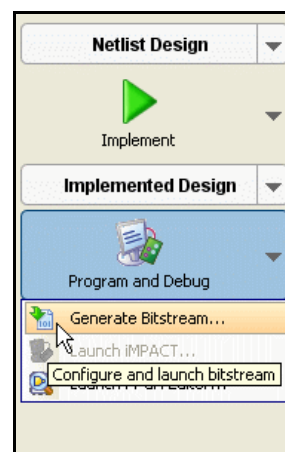 Netlist Design
Implement
Implemented Design
Program and Debug
Generate Bitstream...
Launch iMPACT...
Configure and launch bitstream